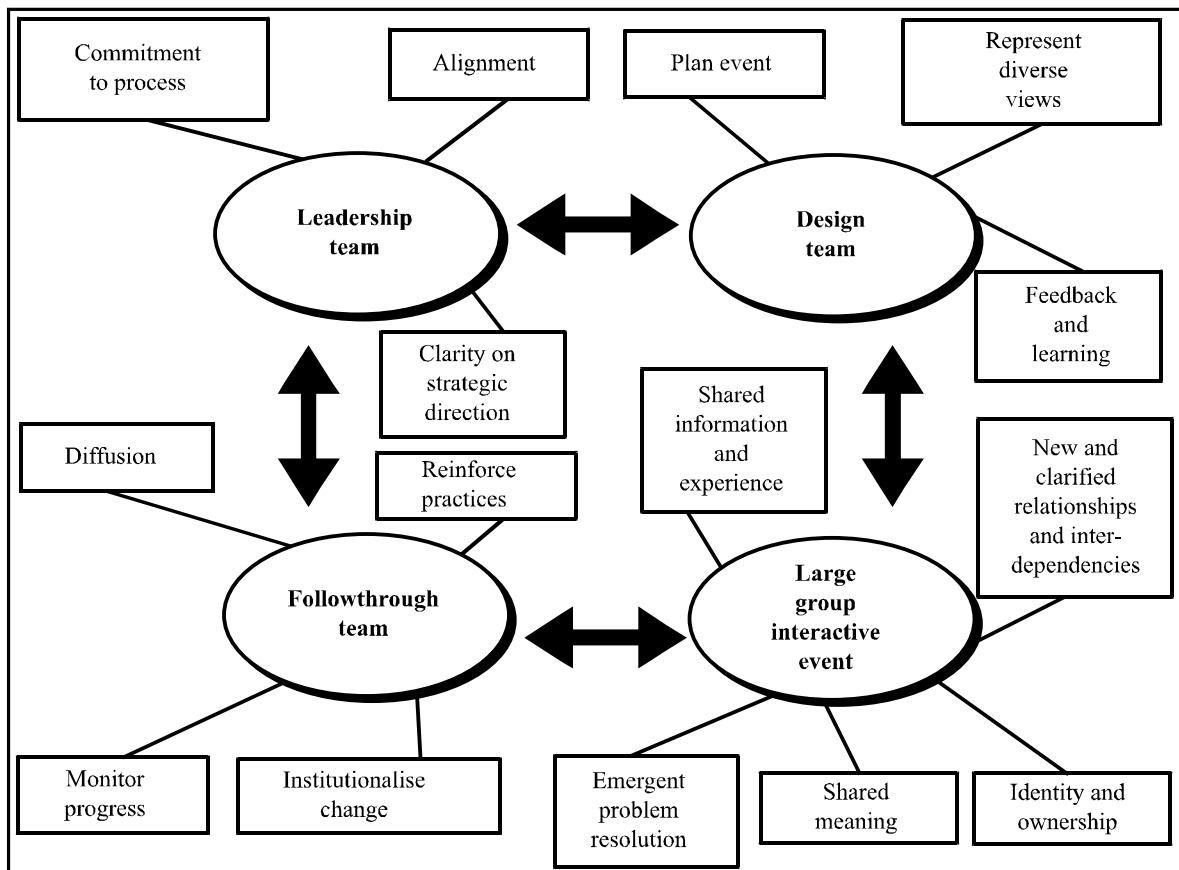 Commitment
to process
Alignment
Plan event
Represent
diverse
views
Leadership
team
Design
team
Feedback
and
learning
Clarity on
strategic
direction
Shared
information
and
experience
New and
clarified
relationships
and inter-
dependencies
Diffusion
Reinforce
practices
Followthrough
team
Large
group
interactive
event
Monitor
progress
Institutionalise
change
Emergent
problem
resolution
Shared
meaning
Identity and
ownership